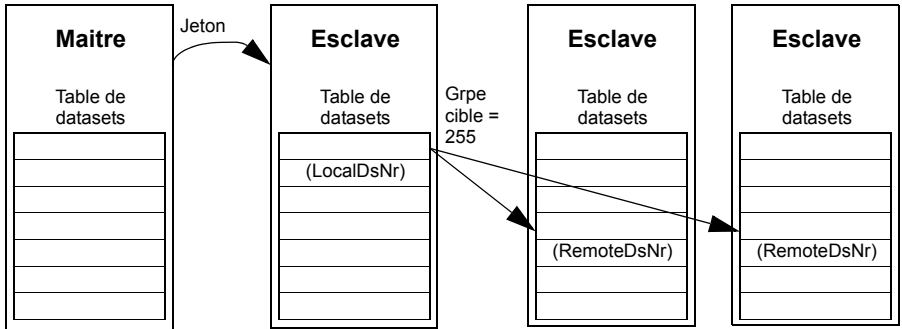 Maitre
Jeton
Esclave
Esclave
Esclave
Table de
datasets
Table de
datasets
Grpe
cible =
255
Table de
datasets
Table de
datasets
(LocalDsNr)
(RemoteDsNr)
(RemoteDsNr)